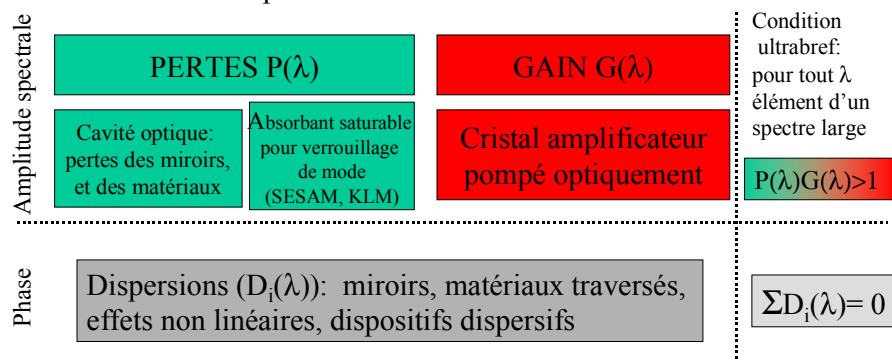 Amplitude spectrale
PERTES P(λ)
GAIN G(λ)
Cavité optique:
pertes des miroirs,
et des matériaux
Absorbant saturable
pour verrouillage
de mode
(SESAM, KLM)
Cristal amplificateur
pompé optiquement
Condition
ultrabref:
pour tout λ
élément d’un
spectre large
P(λ)G(λ)>1
Phase
Dispersions (Di(λ)): miroirs, matériaux traversés,
effets non linéaires, dispositifs dispersifs
ΣDi(λ)= 0